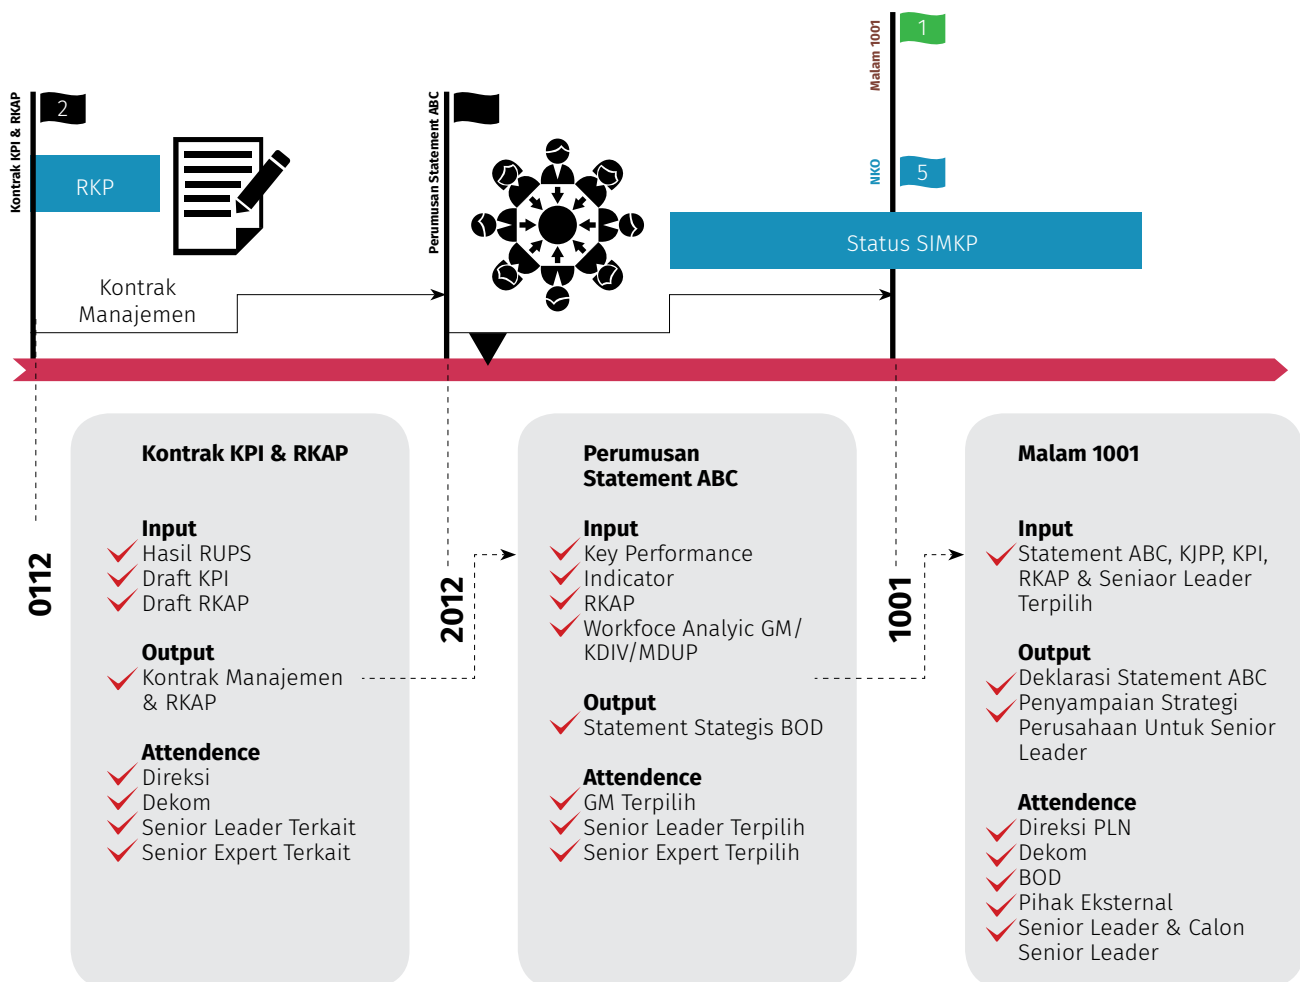 Malam 1001
1
Kontrak KPI & RKAP
2
Perumusan Statement ABC
NKO
5
RKP
Status SIMKP
Kontrak
Manajemen
0112
Kontrak KPI & RKAP
Input
Hasil RUPS
Draft KPI
Draft RKAP
Output
Kontrak Manajemen
& RKAP
Attendence
Direksi
Dekom
Senior Leader Terkait
Senior Expert Terkait
2012
Perumusan
Statement ABC
Input
Key Performance
Indicator
RKAP
Workfoce Analyic GM/
KDIV/MDUP
Output
Statement Stategis BOD
Attendence
GM Terpilih
Senior Leader Terpilih
Senior Expert Terpilih
1001
Malam 1001
Input
Statement ABC, KJPP, KPI,
RKAP & Seniaor Leader
Terpilih
Output
Deklarasi Statement ABC
Penyampaian Strategi
Perusahaan Untuk Senior
Leader
Attendence
Direksi PLN
Dekom
BOD
Pihak Eksternal
Senior Leader & Calon
Senior Leader